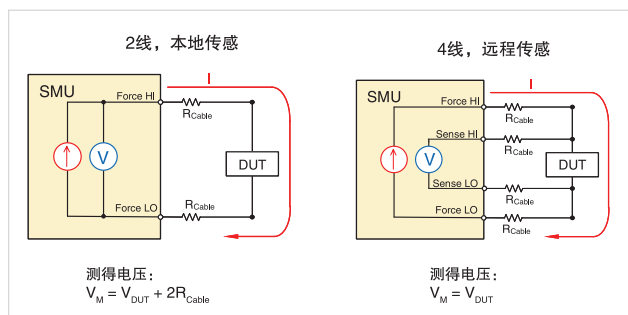 2线，本地传感
I
SMU
Force HI
RCable
V
DUT
Force LO
RCable
测得电压：
VM = VDUT + 2RCable
4线，远程传感
I
SMU
Force HI
RCable
Sense HI
RCable
V
DUT
Sense LO
RCable
Force LO
RCable
测得电压：
VM = VDUT